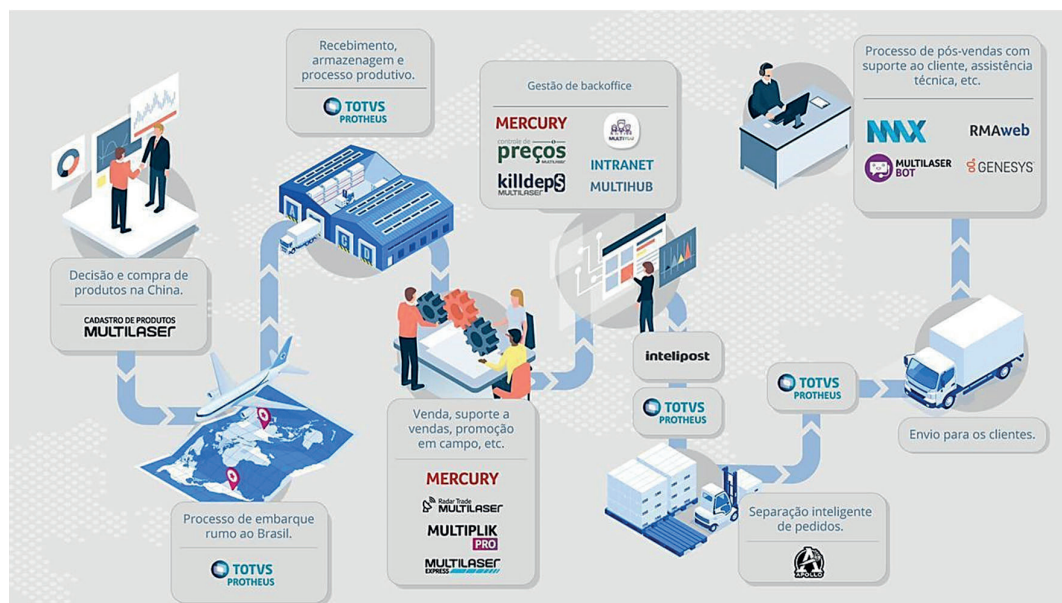 Decisão e compra de
produtos na China.
CADASTRO DE PRODUTOS
MULTILASER
Processo de embarque
rumo ao Brasil.
TOTVS
PROTHEUS
Recebimento,
armazenagem e
processo produtivo.
TOTVS
PROTHEUS
A
C
D
Venda, suporte a
vendas, promoção
em campo, etc.
MERCURY
Radar Trade
MULTILASER
MULTIPLIK
PRO
MULTILASER
EXPRESS
Gestão de backoffice
MERCURY
controle de
preços
MULTILASER
killdeps
MULTILASER
INTRANET
MULTIHUB
intelipost
TOTVS
PROTHEUS
Separação inteligente
de pedidos.
APOLLO
TOTVS
PROTHEUS
Envio para os clientes.
Processo de pós-vendas com
suporte ao cliente, assistência
técnica, etc.
RMAweb
MULTILASER
BOT
GENESYS